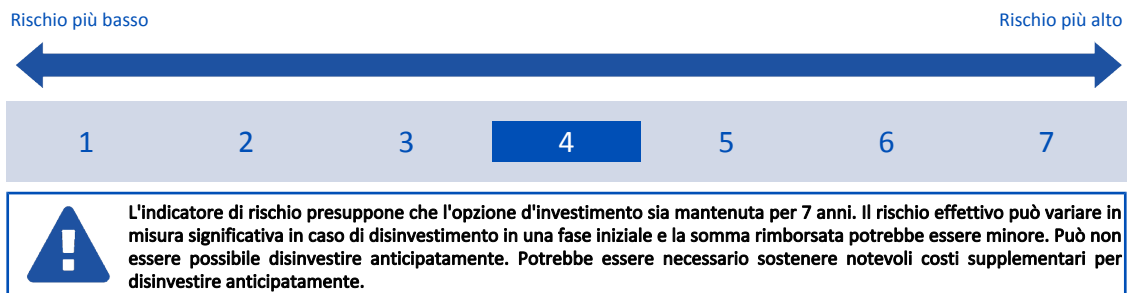 Rischio più basso Rischio più alto
1 2 3 4 5 6 7
L'indicatore di rischio presuppone che l'opzione d'investimento sia mantenuta per 7 anni. Il rischio effettivo può variare in
misura significativa in caso di disinvestimento in una fase iniziale e la somma rimborsata potrebbe essere minore. Può non
essere possibile disinvestire anticipatamente. Potrebbe essere necessario sostenere notevoli costi supplementari per
disinvestire anticipatamente.